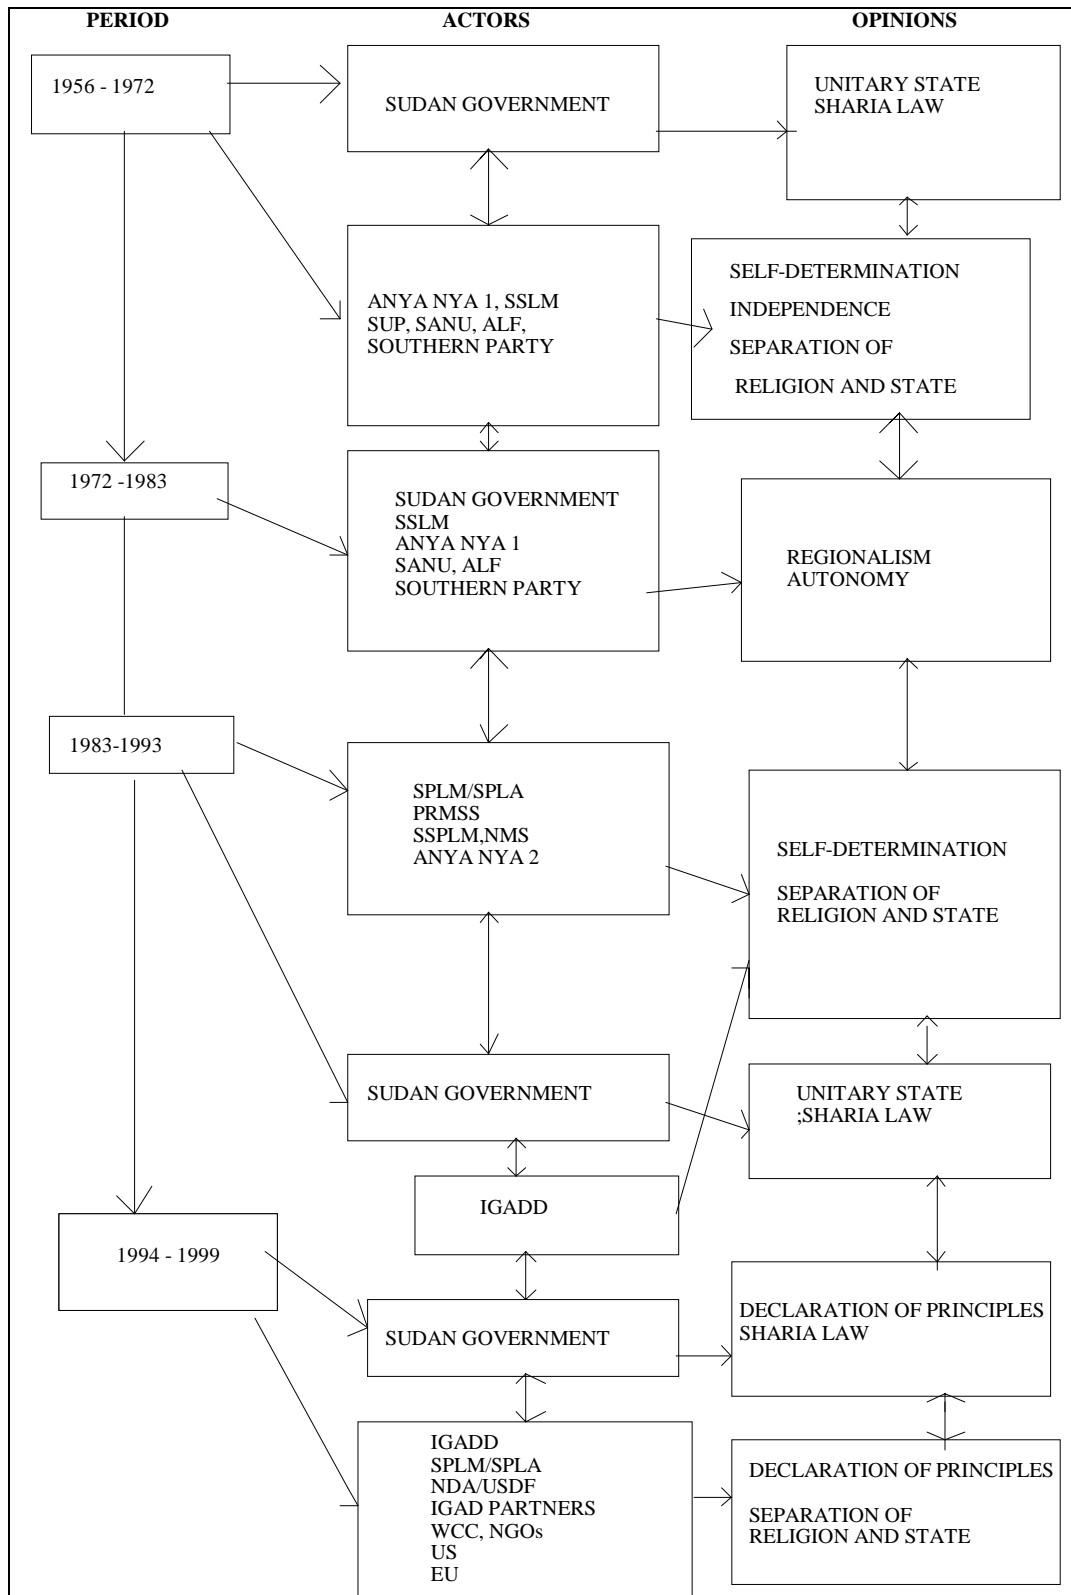 PERIOD ACTORS OPINIONS
1956 - 1972
SUDAN GOVERNMENT
UNITARY STATE
SHARIA LAW
ANYA NYA 1, SSLM
SUP, SANU, ALF,
SOUTHERN PARTY
SELF-DETERMINATION
INDEPENDENCE
SEPARATION OF
RELIGION AND STATE
1972 -1983
SUDAN GOVERNMENT
SSLM
ANYA NYA 1
SANU, ALF
SOUTHERN PARTY
REGIONALISM
AUTONOMY
1983-1993
SPLM/SPLA
PRMSS
SSPLM,NMS
ANYA NYA 2
SELF-DETERMINATION
SEPARATION OF
RELIGION AND STATE
SUDAN GOVERNMENT
UNITARY STATE
;SHARIA LAW
IGADD
1994 - 1999
SUDAN GOVERNMENT
DECLARATION OF PRINCIPLES
SHARIA LAW
IGADD
SPLM/SPLA
NDA/USDF
IGAD PARTNERS
WCC, NGOs
US
EU
DECLARATION OF PRINCIPLES
SEPARATION OF
RELIGION AND STATE